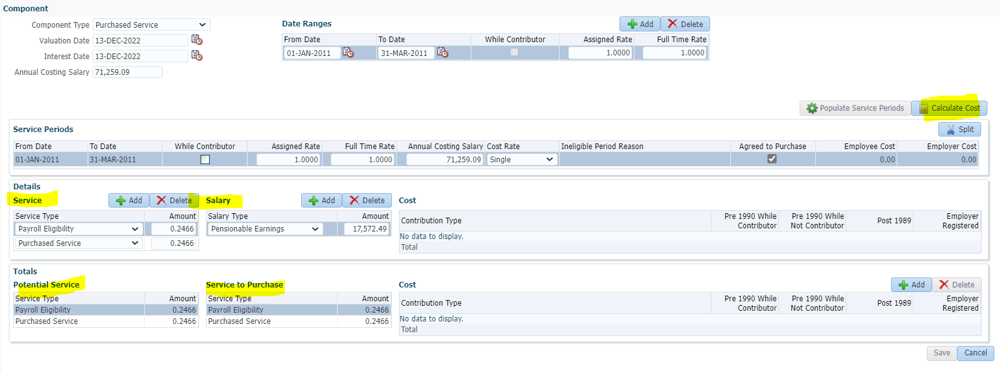 Component
Component Type Purchased Service
Valuation Date 13-DEC-2022
Interest Date 13-DEC-2022
Annual Costing Salary 71,259.09
Date Ranges Add Delete
From Date To Date While Contributor Assigned Rate Full Time Rate
01-JAN-2011 31-MAR-2011 1.0000 1.0000
Populate Service Periods Calculate Cost
Service Periods Split
From Date To Date While Contributor Assigned Rate Full Time Rate Annual Costing Salary Cost Rate Ineligible Period Reason Agreed to Purchase Employee Cost Employer Cost
01-JAN-2011 31-MAR-2011 1.0000 1.0000 71,259.09 Single 0.00 0.00
Details
Service Add Delete
Service Type Amount
Payroll Eligibility 0.2466
Purchased Service 0.2466
Salary Add Delete
Salary Type Amount
Pensionable Earnings 17,572.49
Cost
Contribution Type Pre 1990 While Contributor Pre 1990 While Not Contributor Post 1989 Employer Registered
No data to display.
Total
Totals
Potential Service
Service Type Amount
Payroll Eligibility 0.2466
Purchased Service 0.2466
Service to Purchase
Service Type Amount
Payroll Eligibility 0.2466
Purchased Service 0.2466
Cost Add Delete
Contribution Type Pre 1990 While Contributor Pre 1990 While Not Contributor Post 1989 Employer Registered
No data to display.
Total
Save Cancel